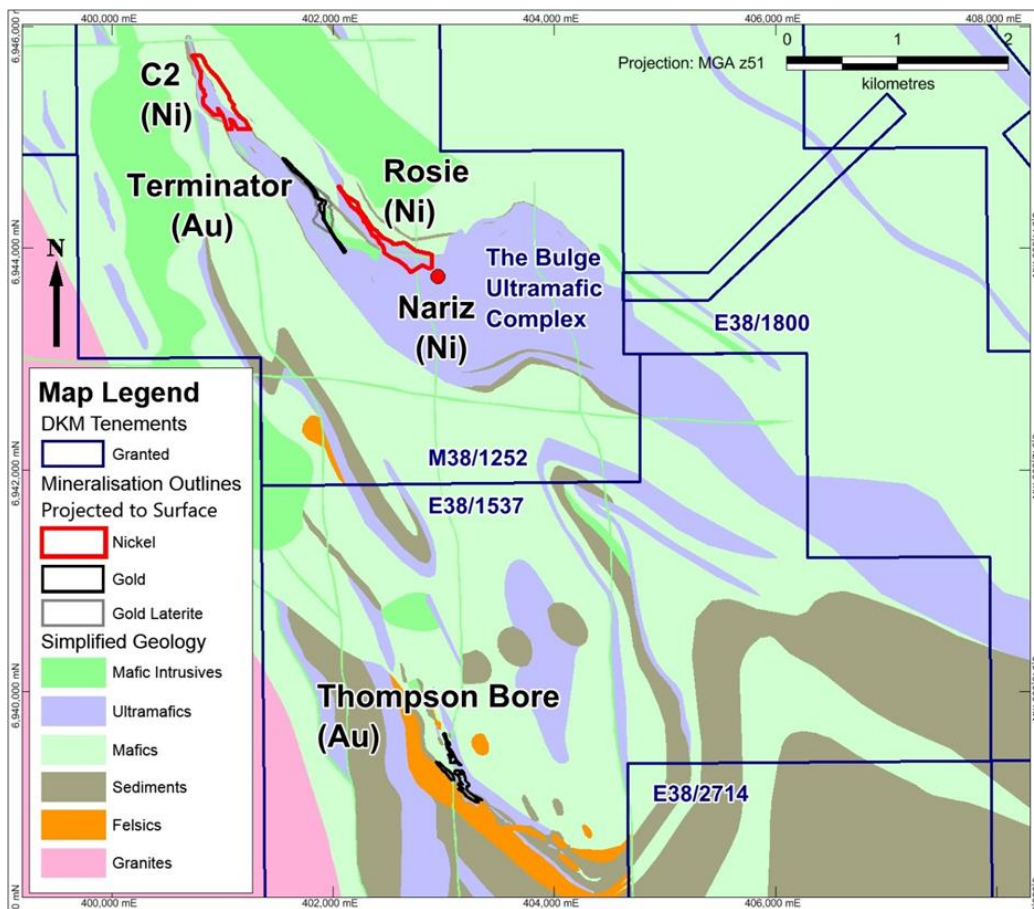 400,000 mE
402,000 mE
404,000 mE
406,000 mE
408,000 mE
6,946,000 mN
0
1
2
Projection: MGA z51
kilometres
C2
(Ni)
Terminator
(Au)
Rosie
(Ni)
N
6,944,000 mN
The Bulge
Ultramafic
Complex
Nariz
(Ni)
E38/1800
Map Legend
DKM Tenements
Granted
Mineralisation Outlines
Projected to Surface
Nickel
Gold
Gold Laterite
Simplified Geology
Mafic Intrusives
Ultramafics
Mafics
Sediments
Felsics
Granites
M38/1252
E38/1537
6,942,000 mN
6,940,000 mN
Thompson Bore
(Au)
E38/2714
0 mN
400,000 mE
402,000 mE
404,000 mE
406,000 mE